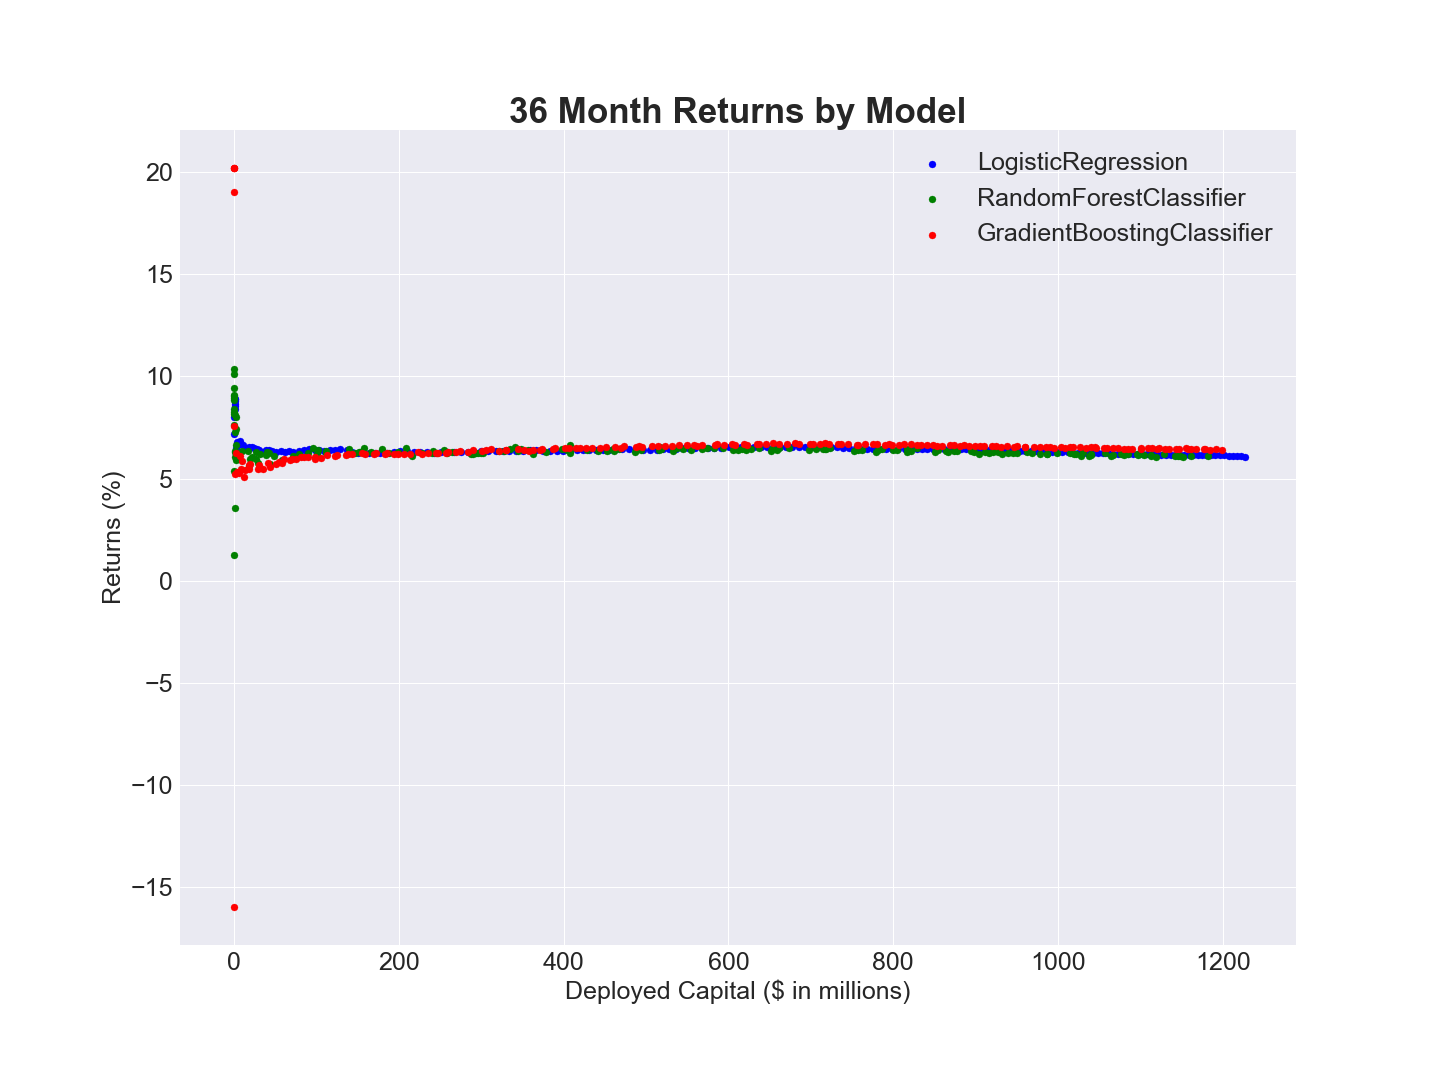 36 Month Returns by Model
LogisticRegression
RandomForestClassifier
GradientBoostingClassifier
20
15
10
5
0
−5
−10
−15
Returns (%)
0 200 400 600 800 1000 1200
Deployed Capital ($ in millions)